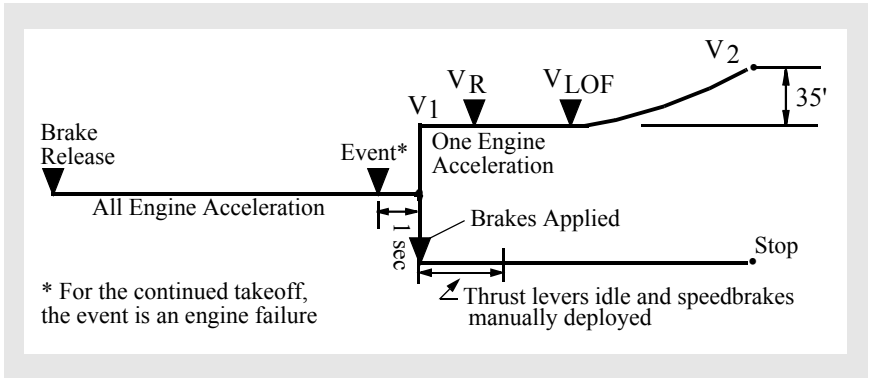 V2
VR
VLOF
V1
35'
Brake
Release
Event*
One Engine
Acceleration
All Engine Acceleration
1 sec
Brakes Applied
Stop
* For the continued takeoff,
the event is an engine failure
Thrust levers idle and speedbrakes
manually deployed